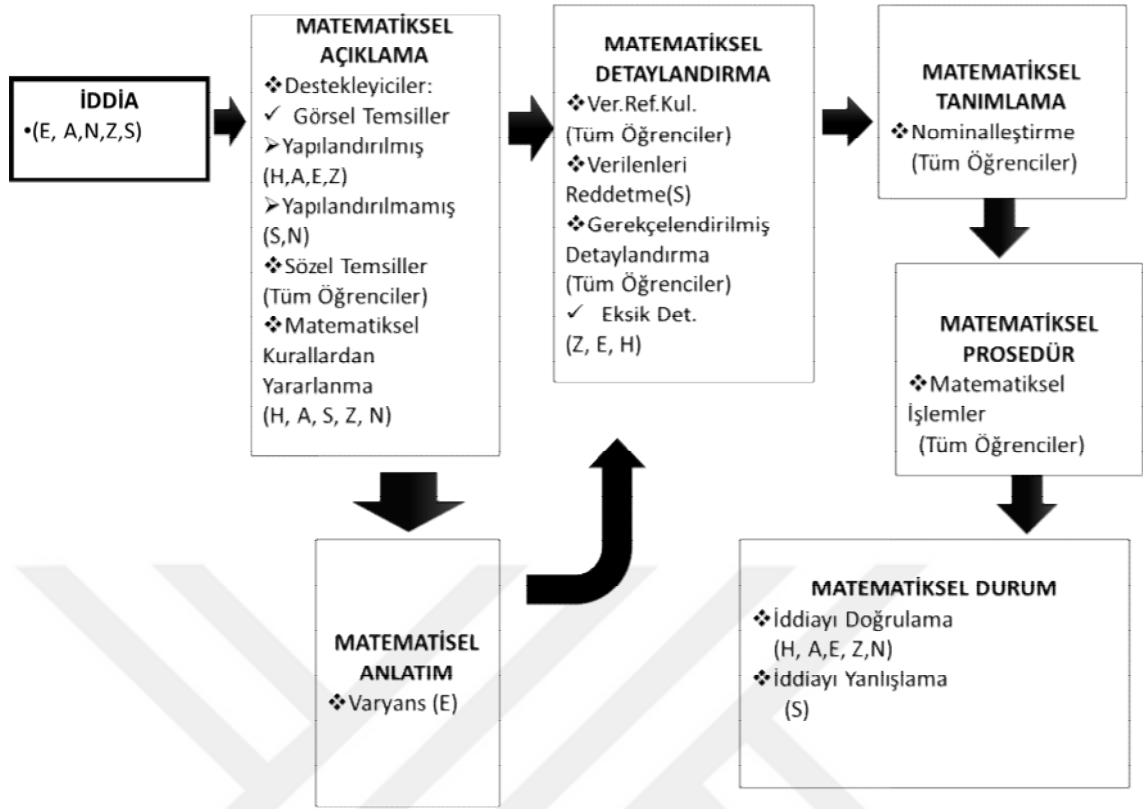 İDDİA
•(E, A,N,Z,S)
MATEMATİKSEL
AÇIKLAMA
❖Destekleyiciler:
✓ Görsel Temsiller
➢Yapılandırılmış
(H,A,E,Z)
➢Yapılandırılmamış
(S,N)
❖Sözel Temsiller
(Tüm Öğrenciler)
❖Matematiksel
Kurallardan
Yararlanma
(H, A, S, Z, N)
MATEMATİSEL
ANLATIM
❖Varyans (E)
MATEMATİKSEL
DETAYLANDIRMA
❖Ver.Ref.Kul.
(Tüm Öğrenciler)
❖Verilenleri
Reddetme(S)
❖Gerekçelendirilmiş
Detaylandırma
(Tüm Öğrenciler)
✓ Eksik Det.
(Z, E, H)
MATEMATİKSEL
TANIMLAMA
❖Nominalleştirme
(Tüm Öğrenciler)
MATEMATİKSEL
PROSEDÜR
❖Matematiksel
İşlemler
(Tüm Öğrenciler)
MATEMATİKSEL DURUM
❖İddiayı Doğrulama
(H, A,E, Z,N)
❖İddiayı Yanlışlama
(S)